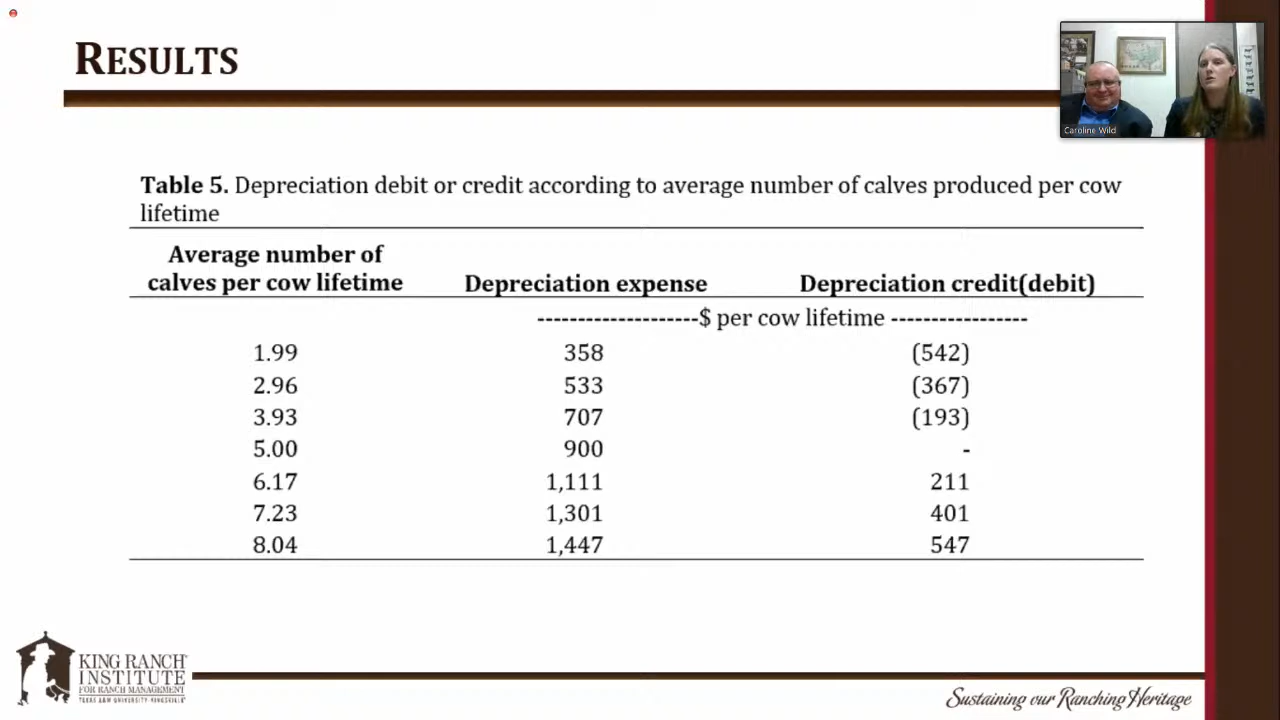 RESULTS
Caroline Wild
Table 5. Depreciation debit or credit according to average number of calves produced per cow
lifetime
Average number of
calves per cow lifetime Depreciation expense Depreciation credit(debit)
--------------------$ per cow lifetime -----------------
1.99 358 (542)
2.96 533 (367)
3.93 707 (193)
5.00 900 -
6.17 1,111 211
7.23 1,301 401
8.04 1,447 547
KING RANCH®
INSTITUTE
FOR RANCH MANAGEMENT
TEXAS A&M UNIVERSITY-KINGSVILLE
Sustaining our Ranching Heritage